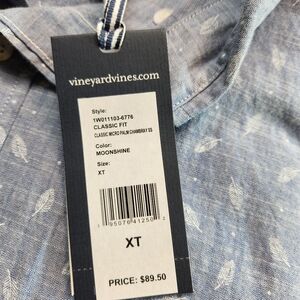 vineyardvines.com
Style:
1W011103-6776
CLASSIC FIT
CLASSIC MICRO PALM CHAMBRAY SS
Color:
MOONSHINE
Size:
XT
XT
PRICE: $89.50